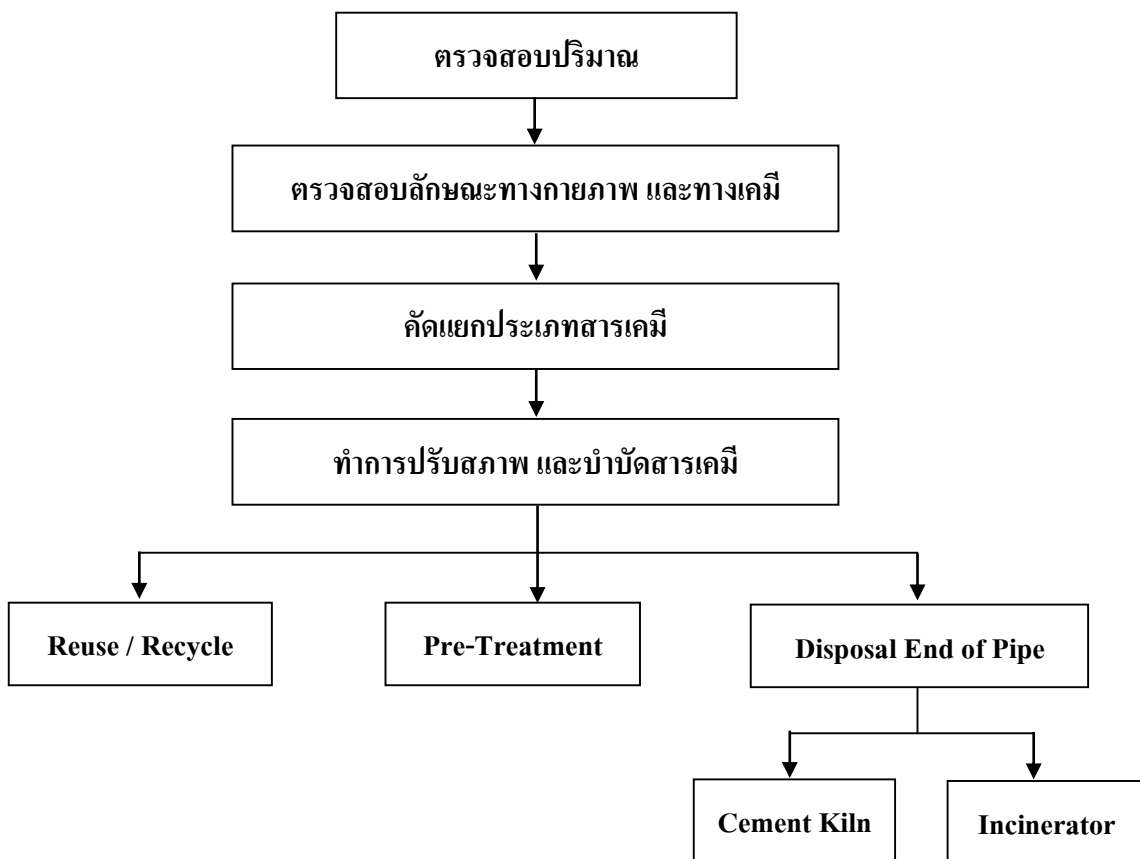 ตรวจสอบปริมาณ
ตรวจสอบลักษณะทางกายภาพ และทางเคมี
คัดแยกประเภทสารเคมี
ทำการปรับสภาพ และบำบัดสารเคมี
Reuse / Recycle
Pre-Treatment
Disposal End of Pipe
Cement Kiln
Incinerator